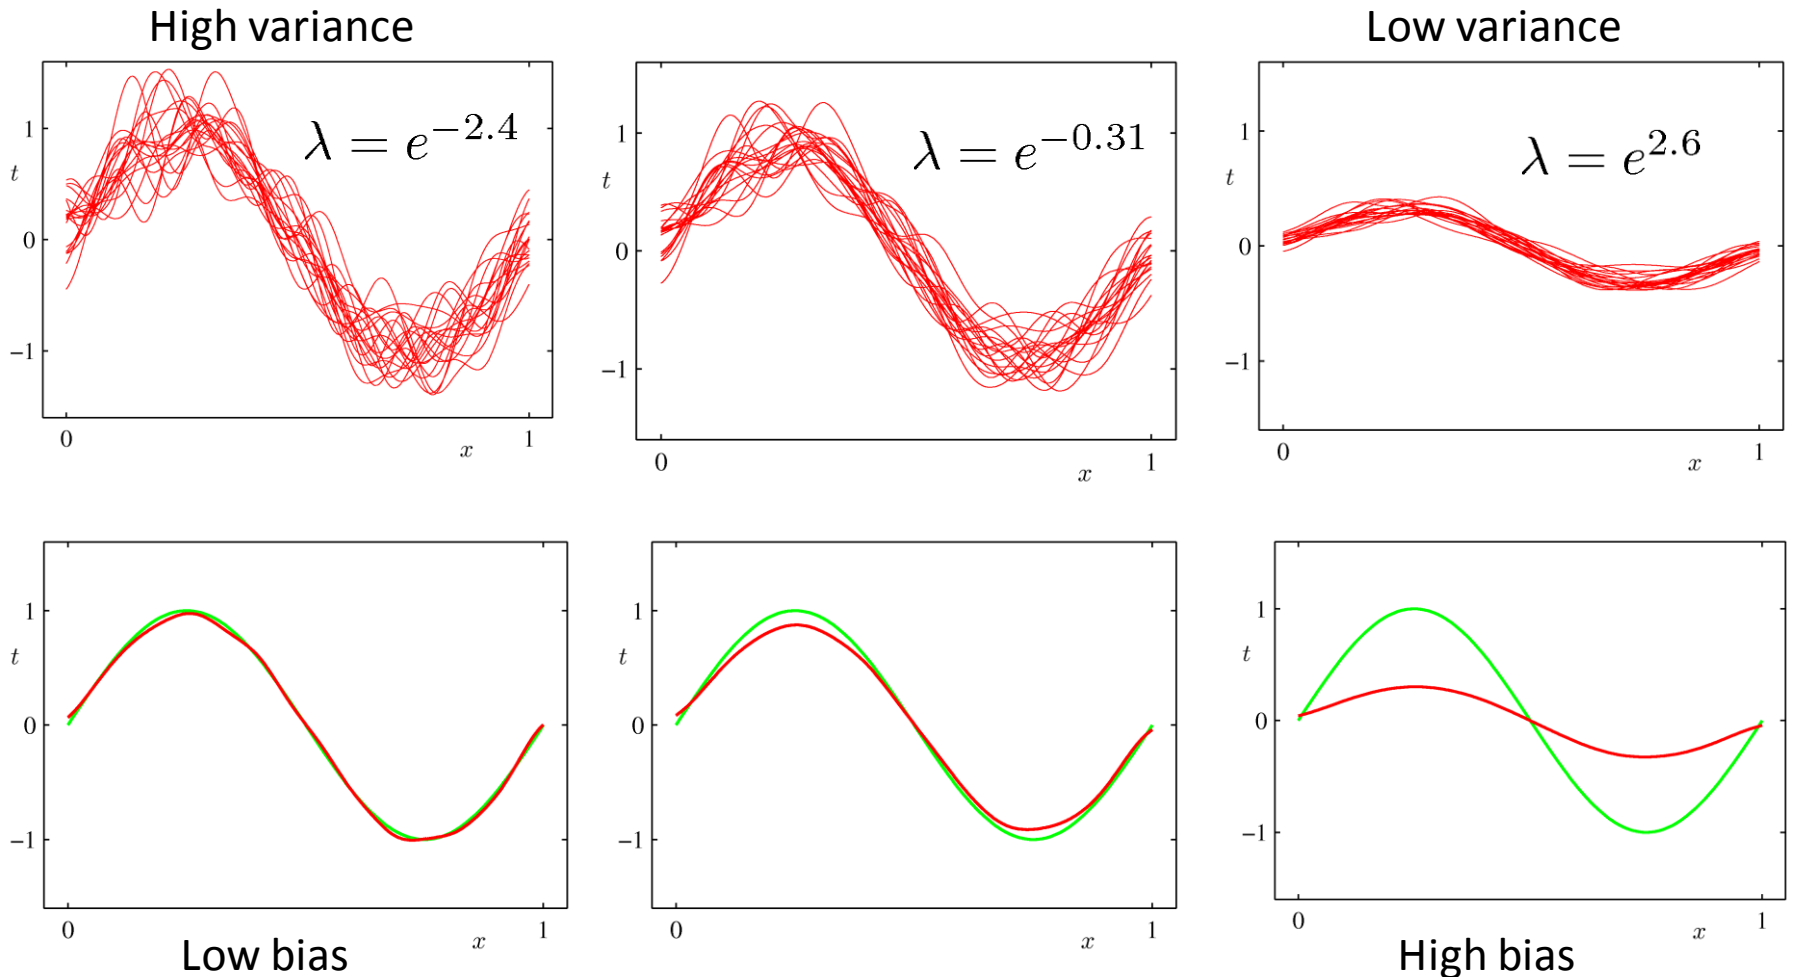 High variance
Low variance
1
0
−1
t
0
1
x
λ = e^{−2.4}
1
0
−1
t
0
1
x
λ = e^{−0.31}
1
0
−1
t
0
1
x
λ = e^{2.6}
1
0
−1
t
0
1
x
1
0
−1
t
0
1
x
1
0
−1
t
0
1
x
Low bias
High bias